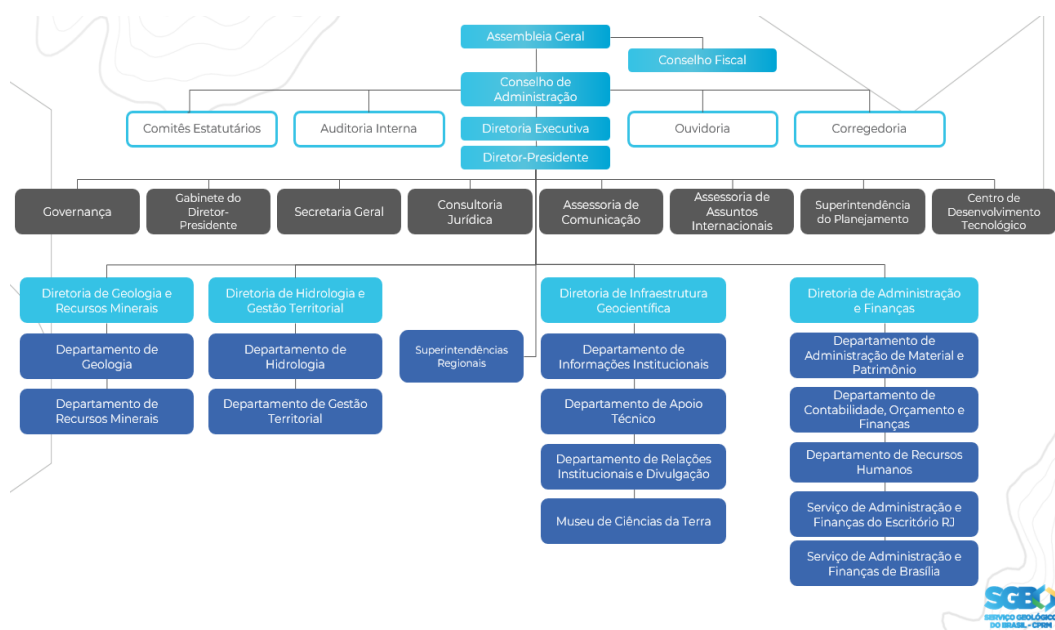 Assembleia Geral
Conselho Fiscal
Conselho de
Administração
Comitês Estatutários
Auditoria Interna
Diretoria Executiva
Ouvidoria
Corregedoria
Diretor-Presidente
Governança
Gabinete do
Diretor-
Presidente
Secretaria Geral
Consultoria
Jurídica
Assessoria de
Comunicação
Assessoria de
Assuntos
Internacionais
Superintendência
do Planejamento
Centro de
Desenvolvimento
Tecnológico
Diretoria de Geologia e
Recursos Minerais
Diretoria de Hidrologia e
Gestão Territorial
Diretoria de Infraestrutura
Geocientífica
Diretoria de Administração
e Finanças
Departamento de
Geologia
Departamento de
Hidrologia
Superintendências
Regionais
Departamento de
Informações Institucionais
Departamento de
Administração de Material e
Patrimônio
Departamento de
Recursos Minerais
Departamento de Gestão
Territorial
Departamento de Apoio
Técnico
Departamento de
Contabilidade, Orçamento e
Finanças
Departamento de Relações
Institucionais e Divulgação
Departamento de Recursos
Humanos
Museu de Ciências da Terra
Serviço de Administração e
Finanças do Escritório RJ
Serviço de Administração e
Finanças de Brasília
SGB
SERVIÇO GEOLÓGICO
DO BRASIL - CPRM